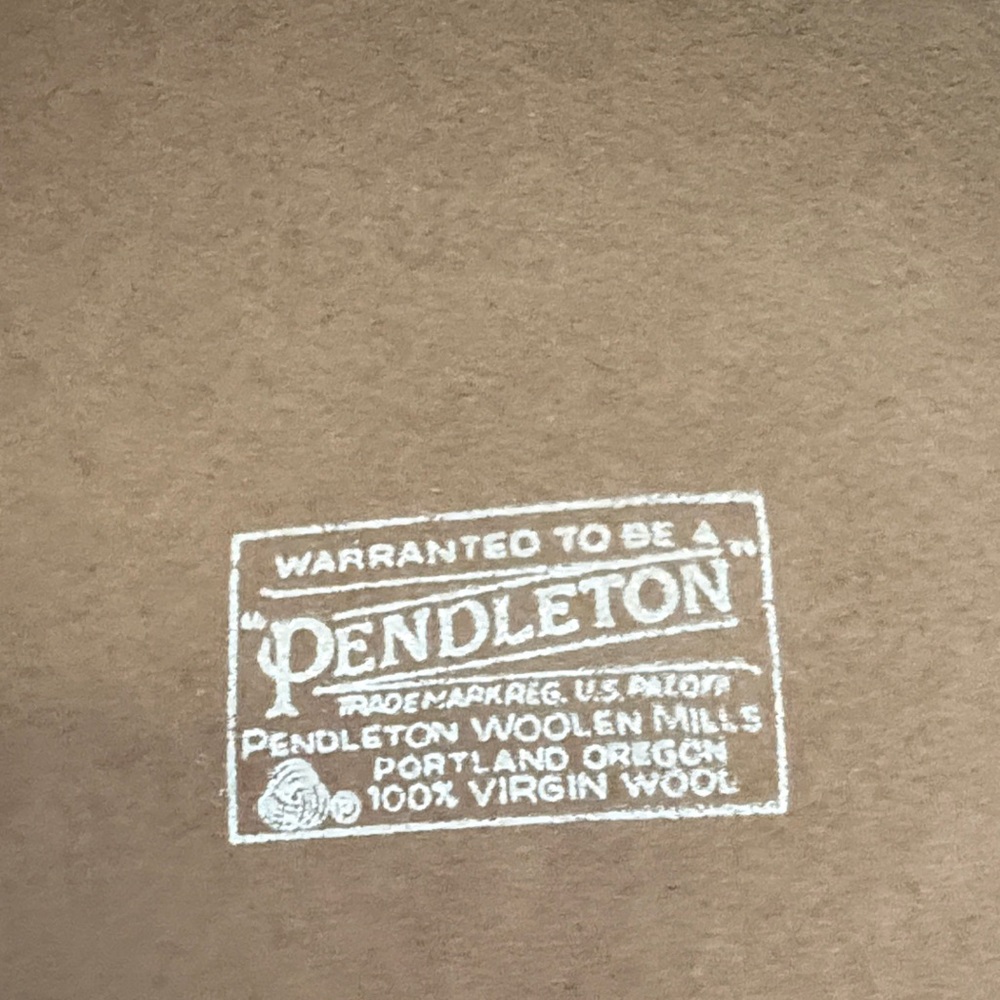 WARRANTED TO BE A
"PENDLETON"
TRADEMARK REG. U.S. PAT. OFF.
PENDLETON WOOLEN MILLS
PORTLAND OREGON
100% VIRGIN WOOL